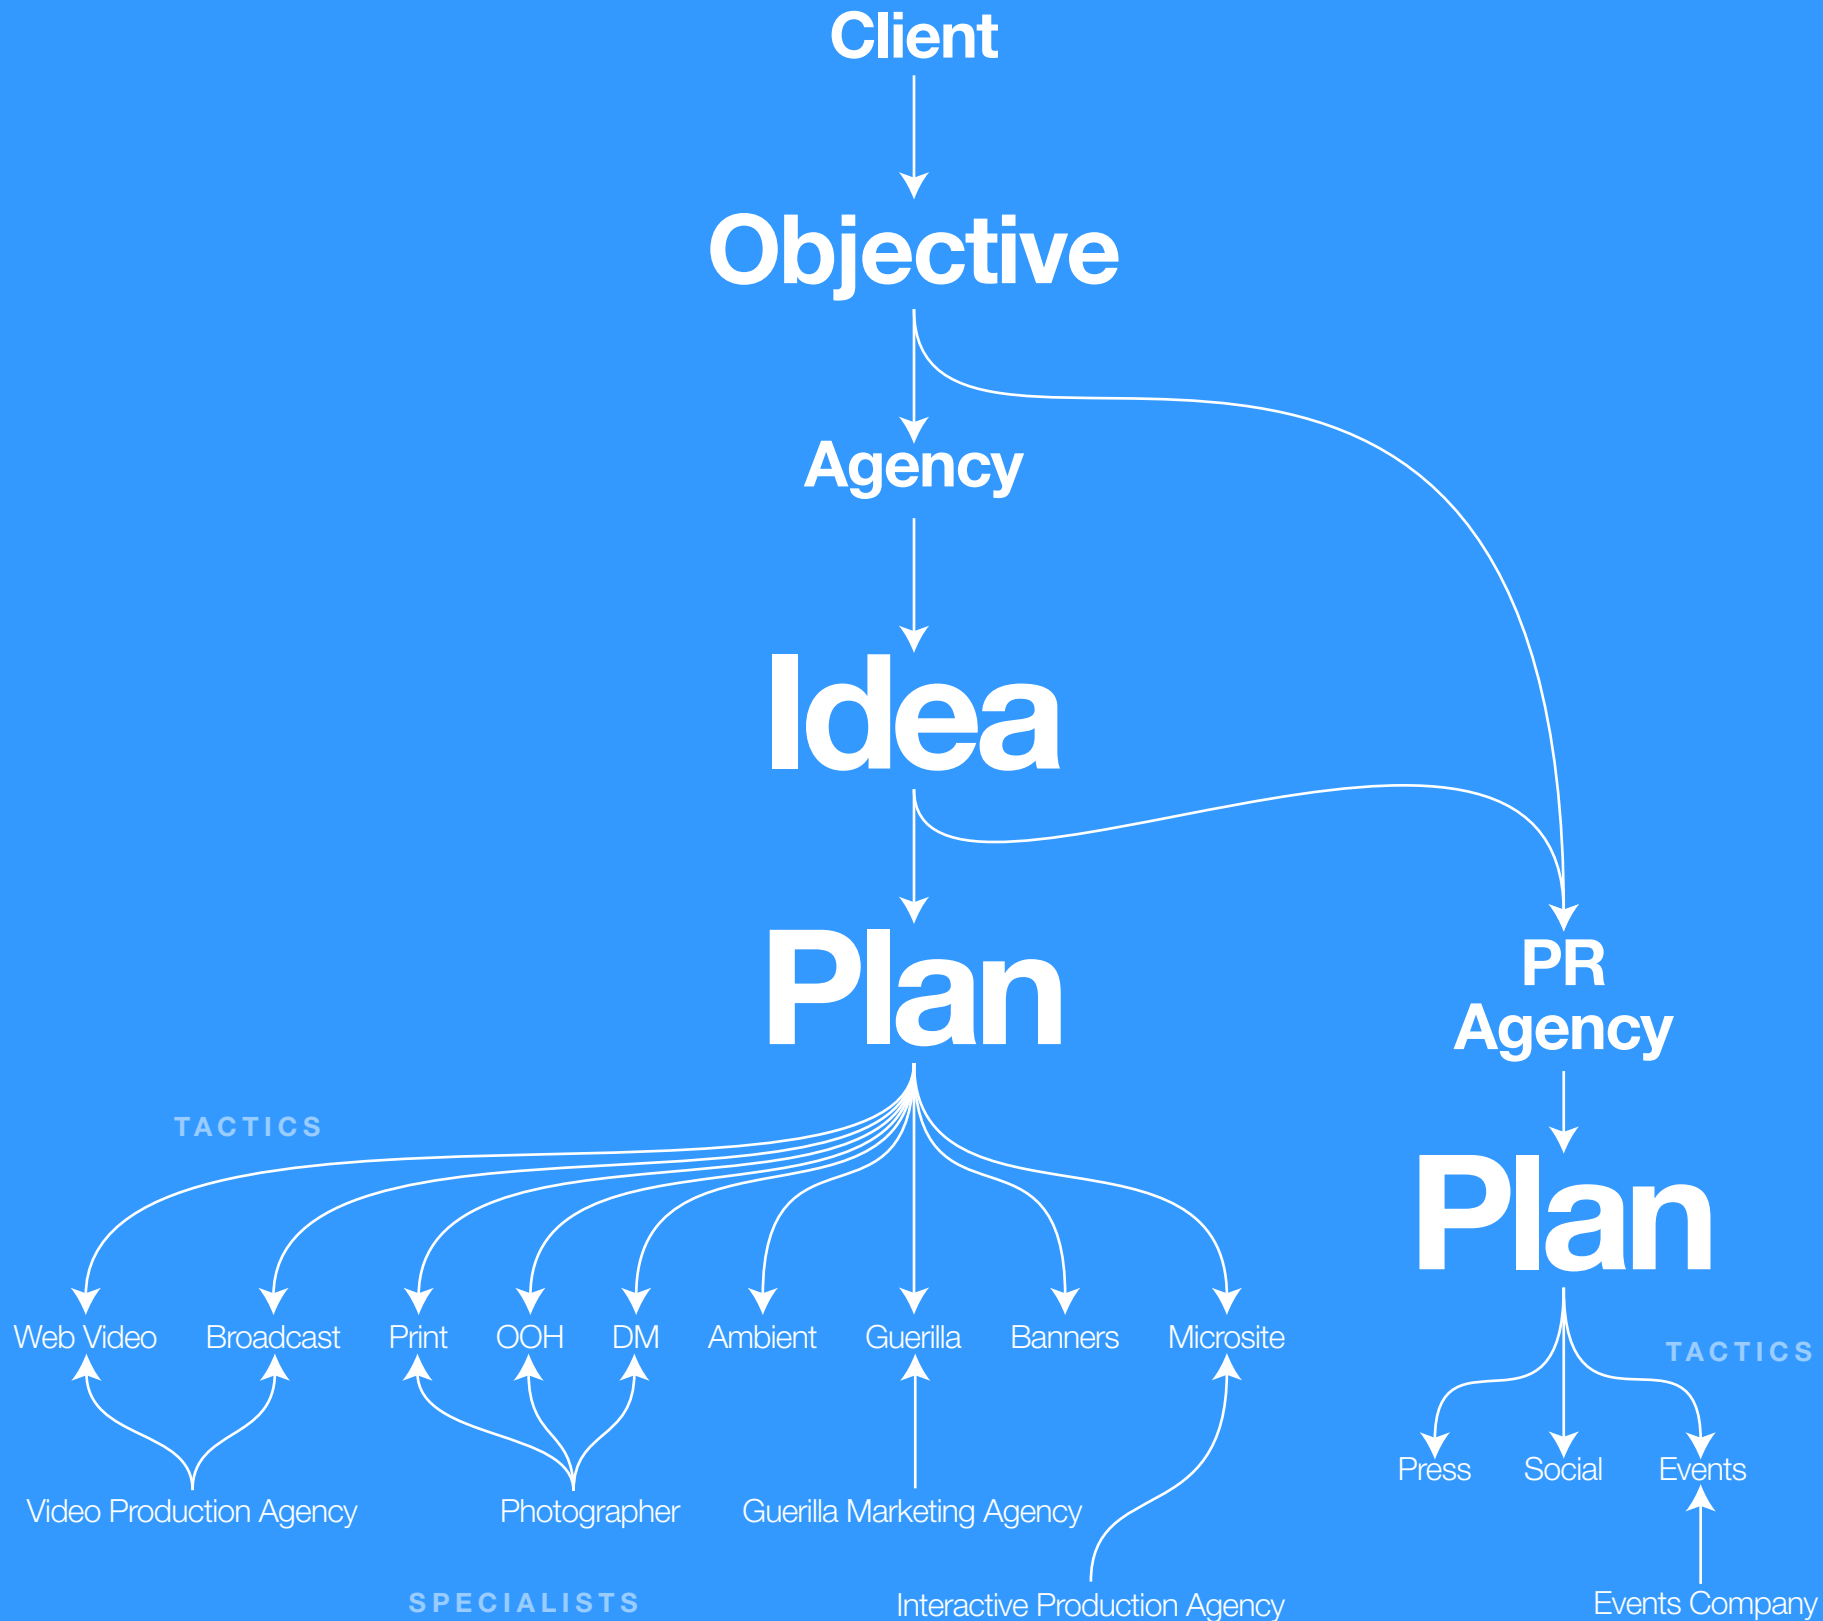 Client
Objective
Agency
Idea
Plan
PR
Agency
TACTICS
Plan
Web Video
Broadcast
Print
OOH
DM
Ambient
Guerilla
Banners
Microsite
TACTICS
Press
Social
Events
Video Production Agency
Photographer
Guerilla Marketing Agency
SPECIALISTS
Interactive Production Agency
Events Company